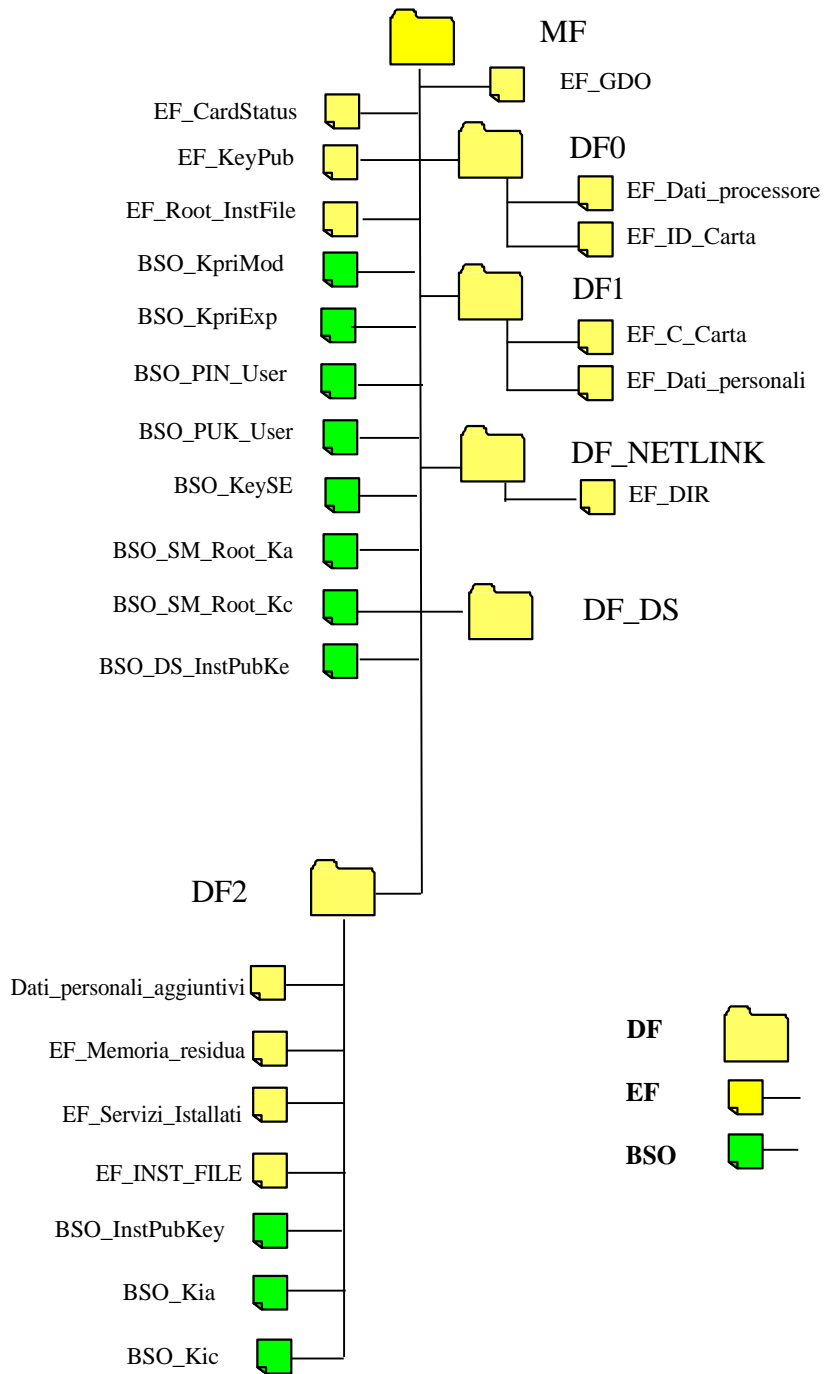 MF
EF_GDO
EF_CardStatus
DF0
EF_KeyPub
EF_Dati_processore
EF_Root_InstFile
EF_ID_Carta
BSO_KpriMod
DF1
BSO_KpriExp
EF_C_Carta
BSO_PIN_User
EF_Dati_personali
BSO_PUK_User
DF_NETLINK
BSO_KeySE
EF_DIR
BSO_SM_Root_Ka
BSO_SM_Root_Kc
DF_DS
BSO_DS_InstPubKe
DF2
Dati_personali_aggiuntivi
EF_Memoria_residua
EF_Servizi_Istallati
EF_INST_FILE
BSO_InstPubKey
BSO_Kia
BSO_Kic
DF
EF
BSO